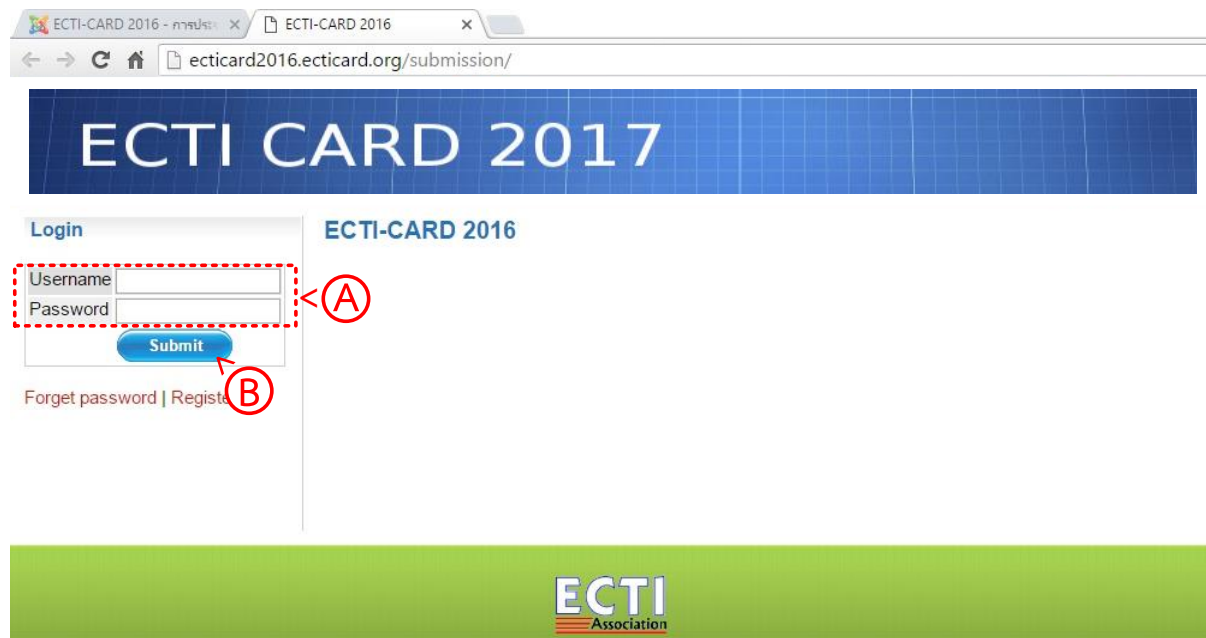 ECTI-CARD 2016 - การประ ECTI-CARD 2016
ecticard2016.ecticard.org/submission/
ECTI CARD 2017
Login
ECTI-CARD 2016
Username
Password
A
Submit
B
Forget password | Registe
ECTI
Association